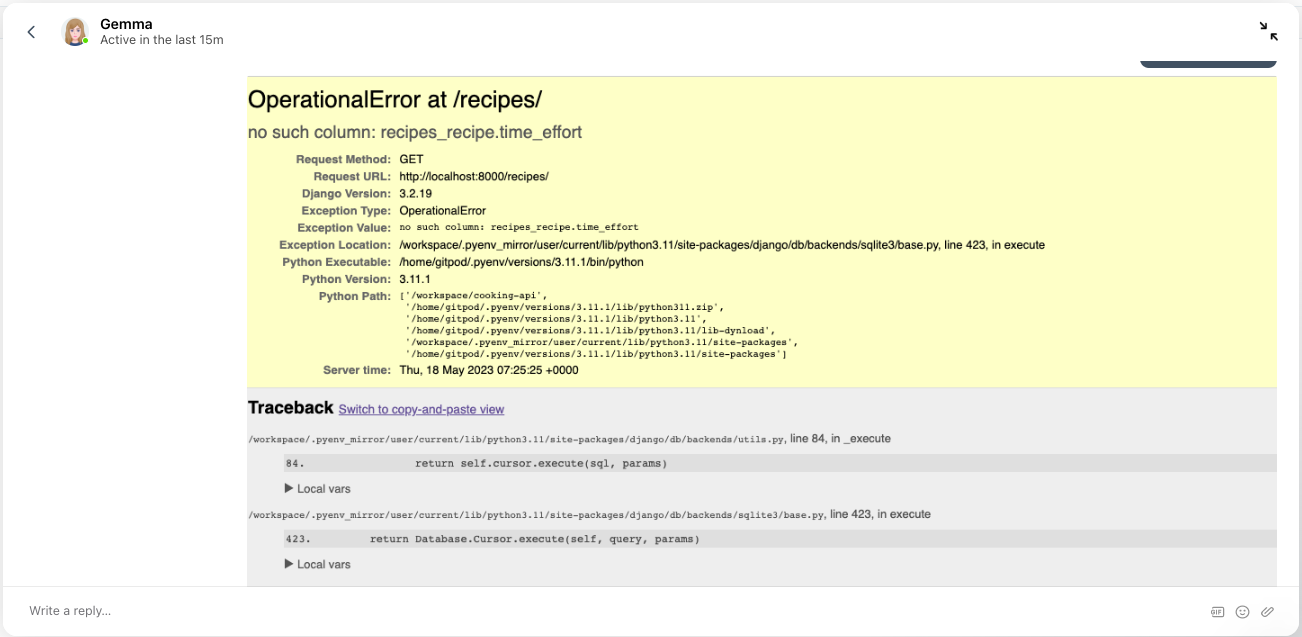 Gemma
Active in the last 15m
OperationalError at /recipes/
no such column: recipes_recipe.time_effort
Request Method: GET
Request URL: http://localhost:8000/recipes/
Django Version: 3.2.19
Exception Type: OperationalError
Exception Value: no such column: recipes_recipe.time_effort
Exception Location: /workspace/.pyenv_mirror/user/current/lib/python3.11/site-packages/django/db/backends/sqlite3/base.py, line 423, in execute
Python Executable: /home/gitpod/.pyenv/versions/3.11.1/bin/python
Python Version: 3.11.1
Python Path: ['/workspace/cooking-api',
'/home/gitpod/.pyenv/versions/3.11.1/lib/python311.zip',
'/home/gitpod/.pyenv/versions/3.11.1/lib/python3.11',
'/home/gitpod/.pyenv/versions/3.11.1/lib/python3.11/lib-dynload',
'/workspace/.pyenv_mirror/user/current/lib/python3.11/site-packages',
'/home/gitpod/.pyenv/versions/3.11.1/lib/python3.11/site-packages']
Server time: Thu, 18 May 2023 07:25:25 +0000
Traceback Switch to copy-and-paste view
/workspace/.pyenv_mirror/user/current/lib/python3.11/site-packages/django/db/backends/utils.py, line 84, in _execute
84. return self.cursor.execute(sql, params)
▶ Local vars
/workspace/.pyenv_mirror/user/current/lib/python3.11/site-packages/django/db/backends/sqlite3/base.py, line 423, in execute
423. return Database.Cursor.execute(self, query, params)
▶ Local vars
Write a reply...
GIF